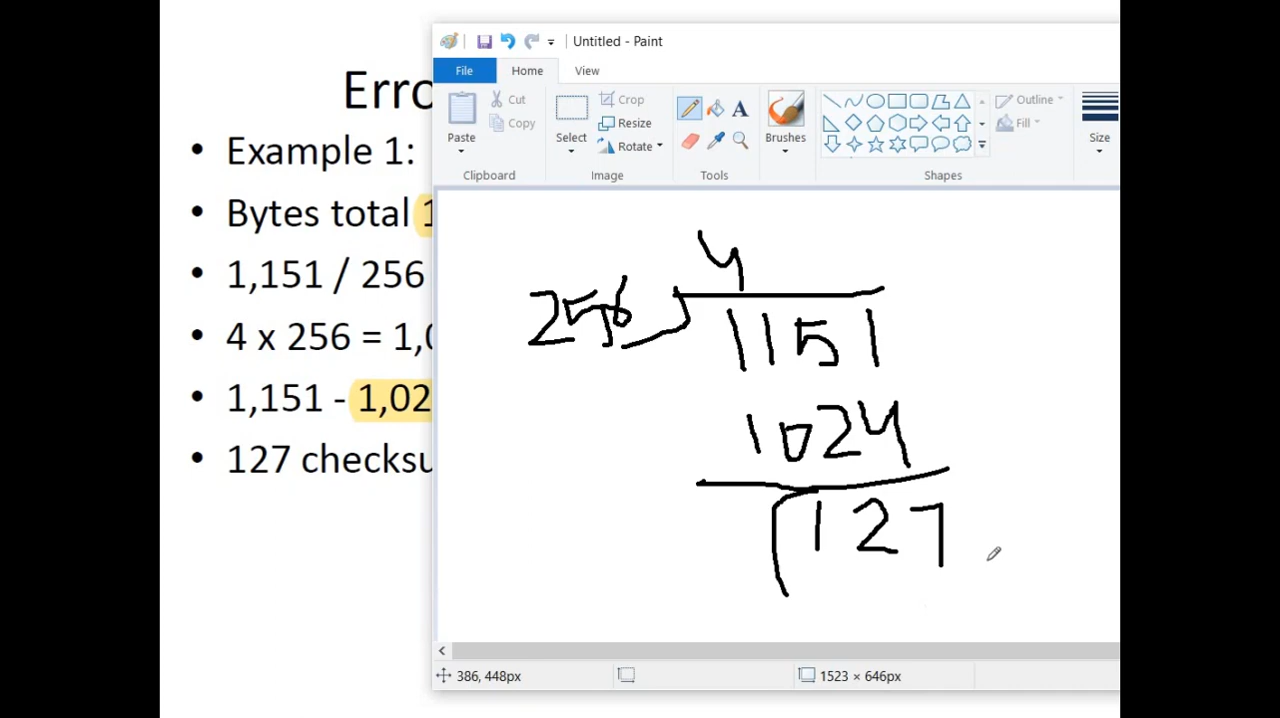 Erro
• Example 1:
• Bytes total 1
• 1,151 / 256
• 4 x 256 = 1,0
• 1,151 - 1,02
• 127 checksu
Untitled - Paint
File Home View
Paste
Cut
Copy
Clipboard
Select
Crop
Resize
Rotate
Image
A
Tools
Brushes
Outline
Fill
Shapes
Size
4
256
1151
1024
127
386, 448px
1523 × 646px